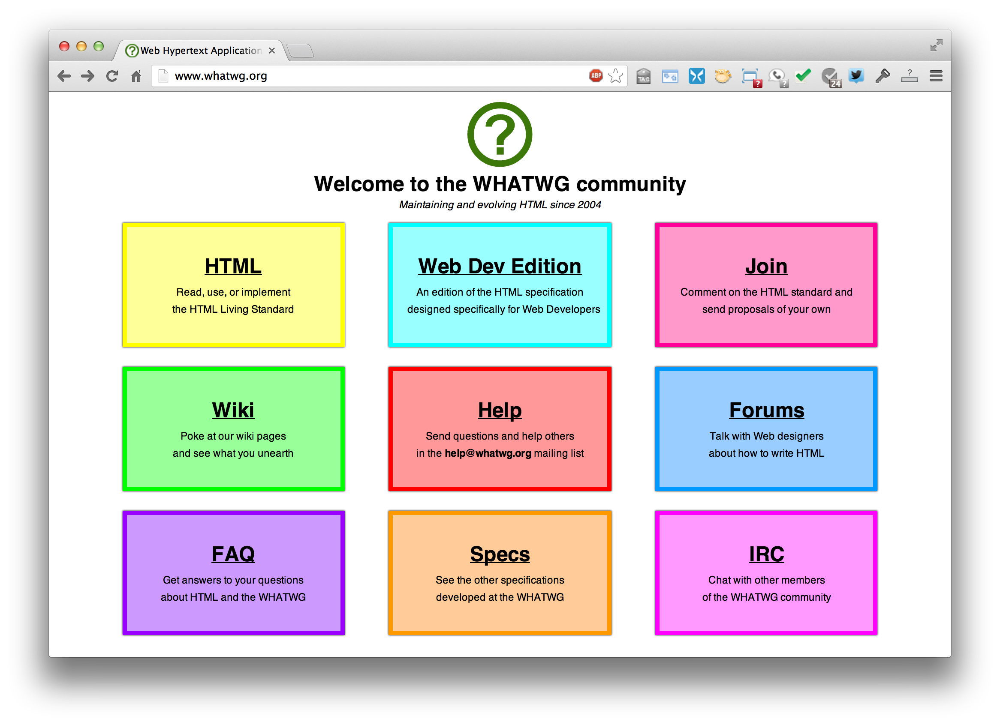 Web Hypertext Application
www.whatwg.org
ABP
TAG
?
?
24
?
?
Welcome to the WHATWG community
Maintaining and evolving HTML since 2004
HTML
Read, use, or implement
the HTML Living Standard
Web Dev Edition
An edition of the HTML specification
designed specifically for Web Developers
Join
Comment on the HTML standard and
send proposals of your own
Wiki
Poke at our wiki pages
and see what you unearth
Help
Send questions and help others
in the help@whatwg.org mailing list
Forums
Talk with Web designers
about how to write HTML
FAQ
Get answers to your questions
about HTML and the WHATWG
Specs
See the other specifications
developed at the WHATWG
IRC
Chat with other members
of the WHATWG community